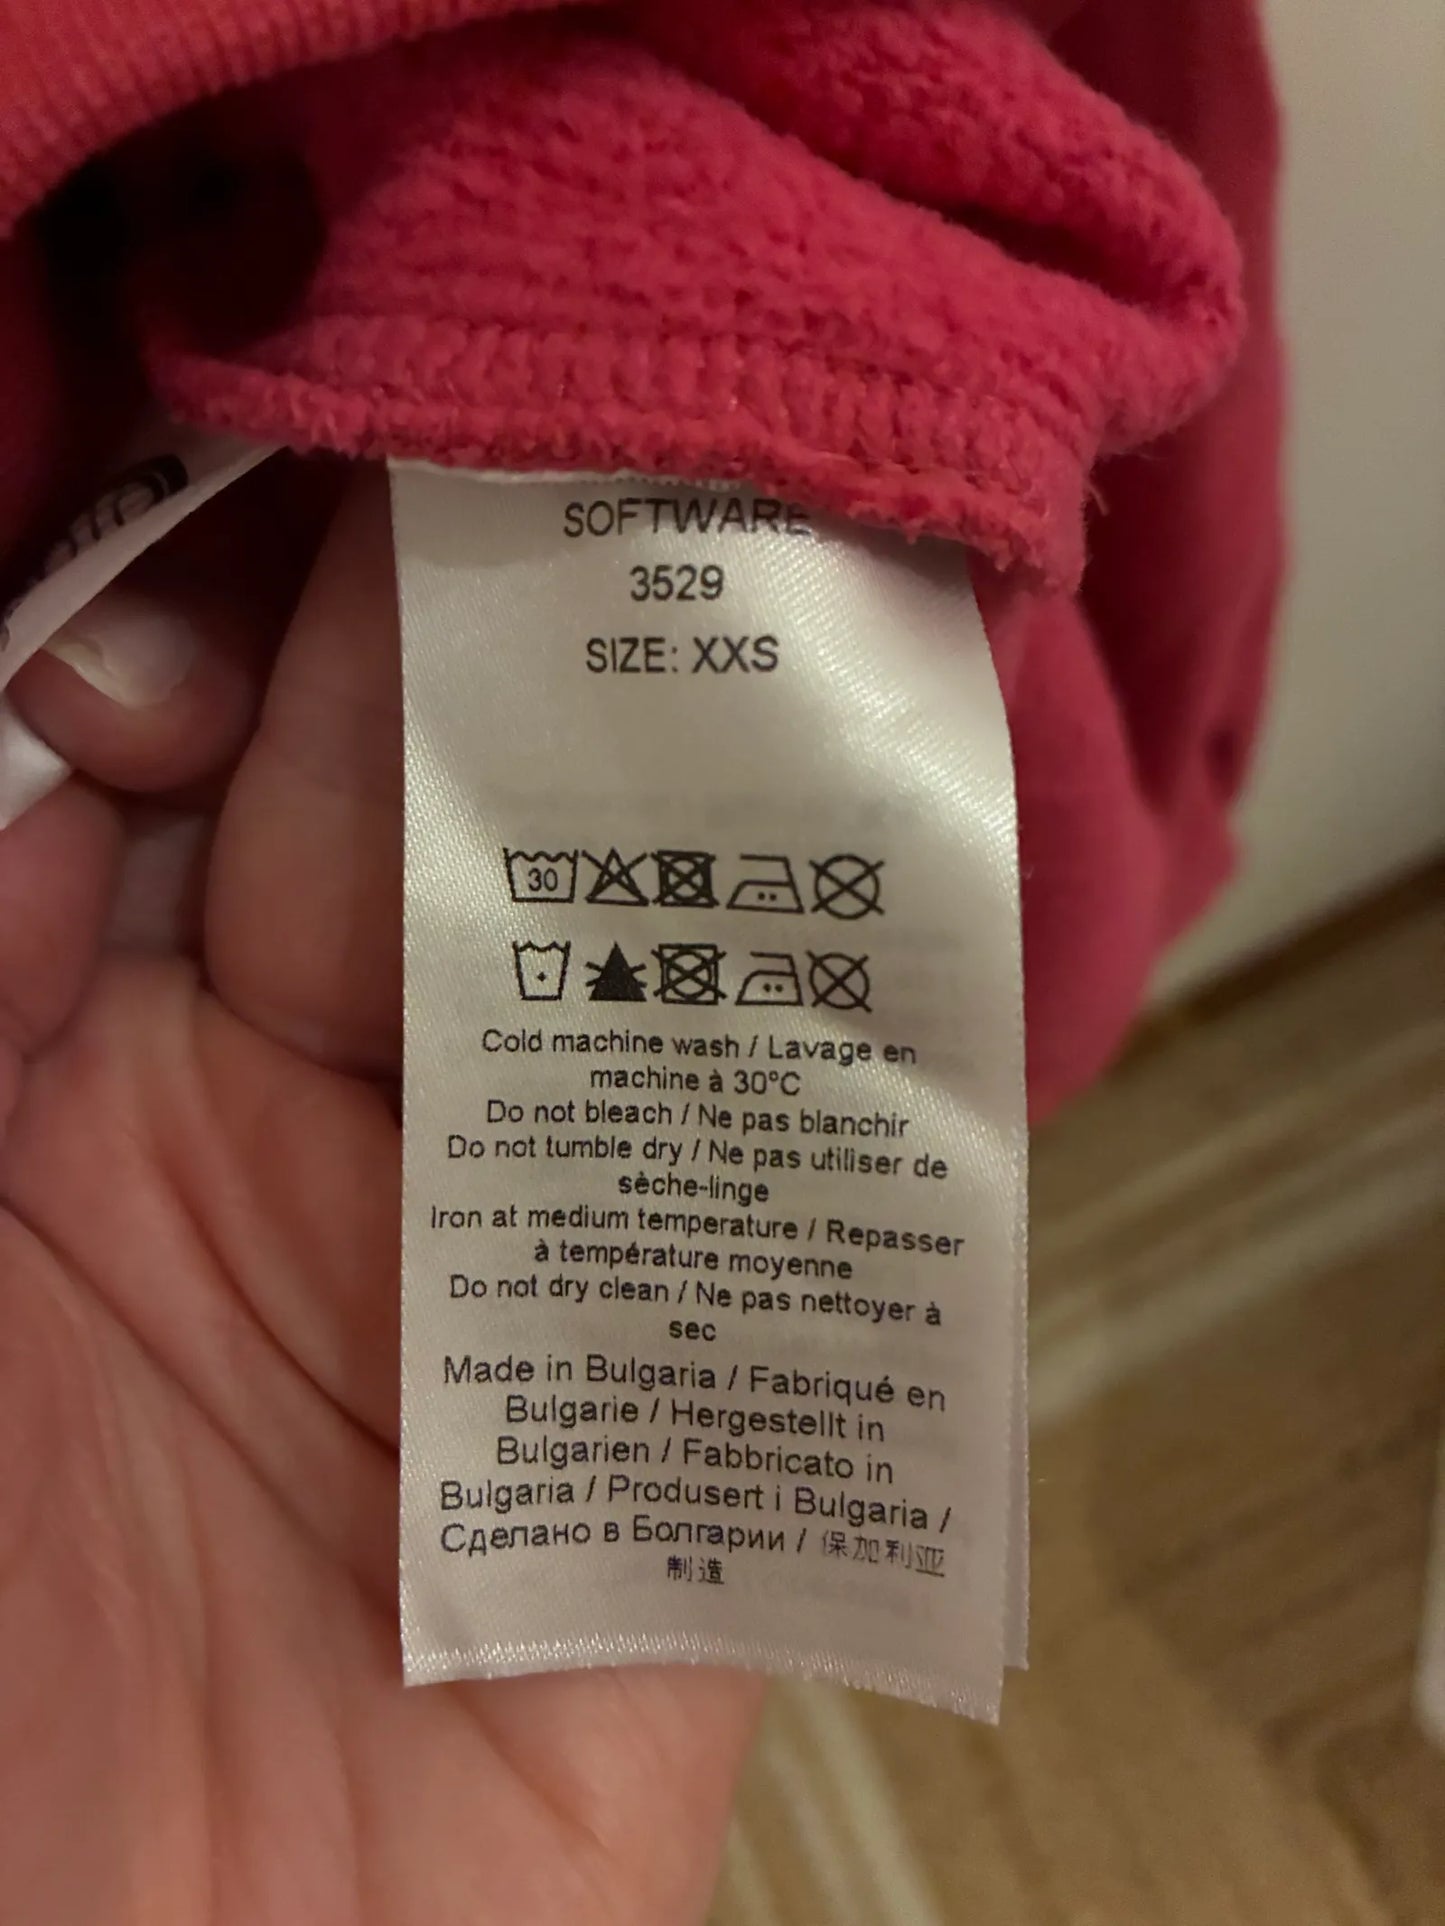 SOFTWARE
3529
SIZE: XXS
30
Cold machine wash / Lavage en
machine à 30°C
Do not bleach / Ne pas blanchir
Do not tumble dry / Ne pas utiliser de
sèche-linge
Iron at medium temperature / Repasser
à température moyenne
Do not dry clean / Ne pas nettoyer à
sec
Made in Bulgaria / Fabriqué en
Bulgarie / Hergestellt in
Bulgarien / Fabbricato in
Bulgaria / Produsert i Bulgaria /
Сделано в Болгарии / 保加利亚
制造